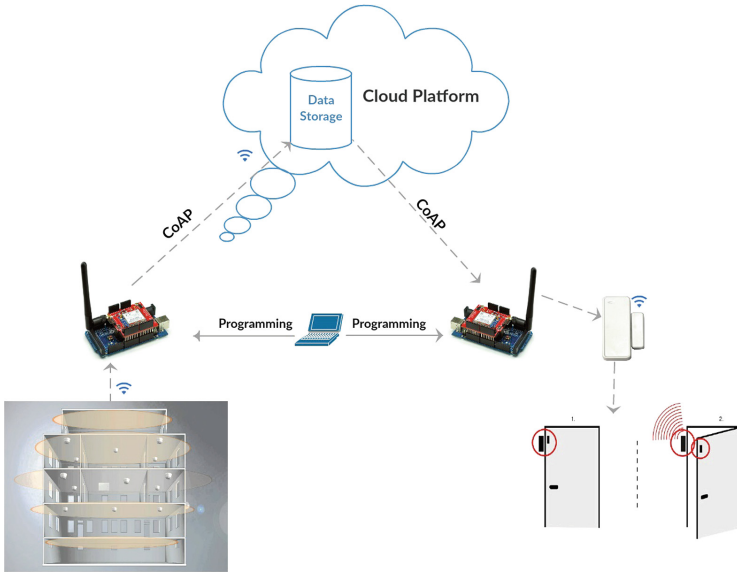 Data
Storage
Cloud Platform
CoAP
CoAP
Programming
Programming
1.
2.